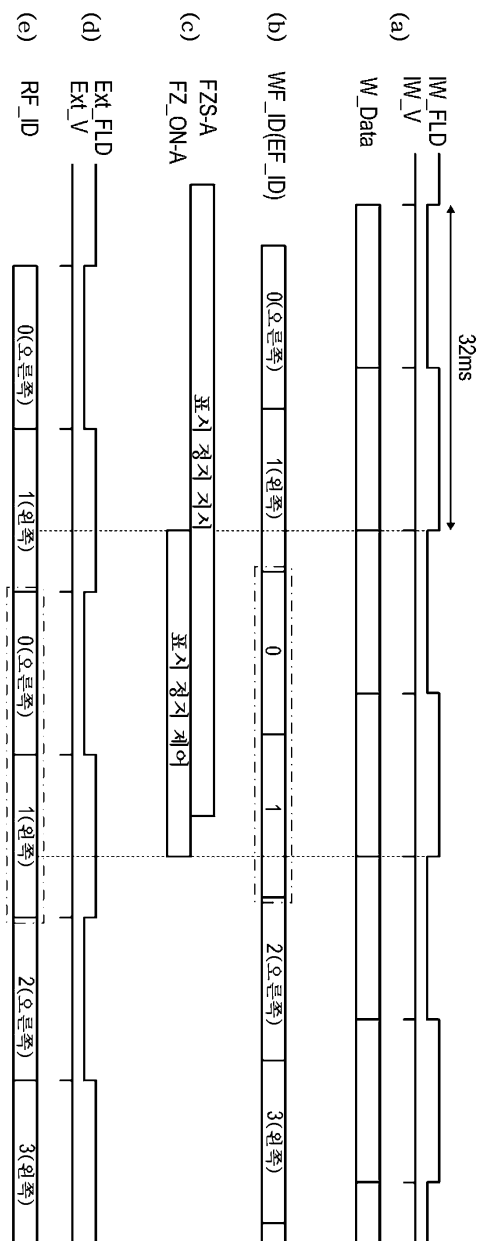 32ms
(a) IW_FLD
IW_V
W_Data
(b) WF_ID(EF_ID) 0(오른쪽) 1(왼쪽) 0 1 2(오른쪽) 3(왼쪽)
(c) FZS-A 표시 정지 지시
FZ_ON-A 표시 정지 제어
(d) Ext_FLD
Ext_V
(e) RF_ID 0(오른쪽) 1(왼쪽) 0(오른쪽) 1(왼쪽) 2(오른쪽) 3(왼쪽)